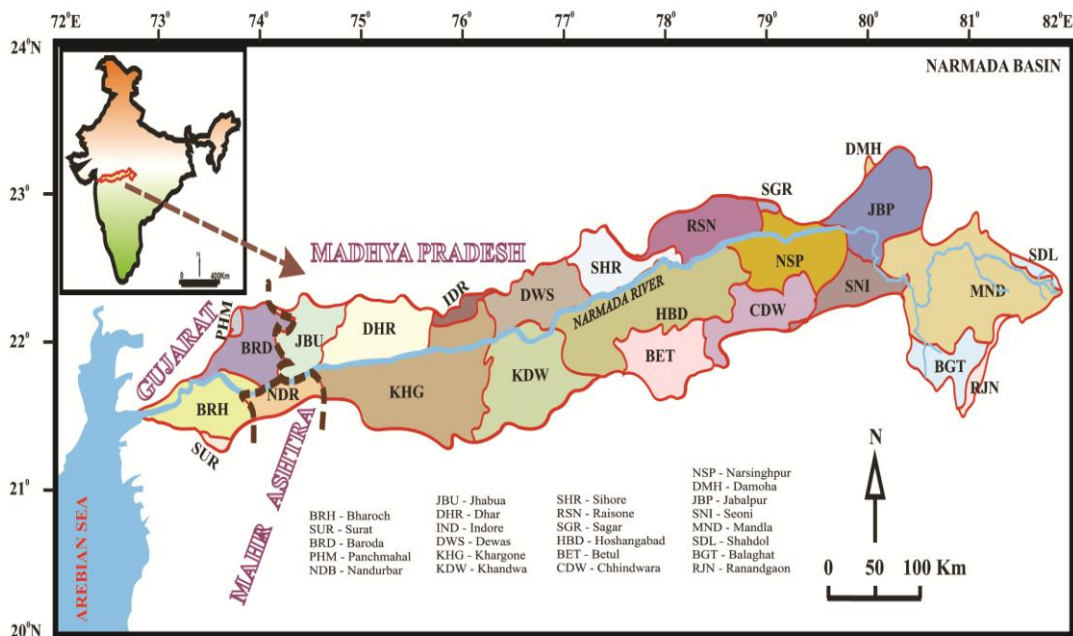 72°E 73° 74° 75° 76° 77° 78° 79° 80° 81° 82°E
24°N
NARMADA BASIN
N
0 400Km
DMH
23°
SGR
JBP
RSN
MADHYA PRADESH
SHR
NSP
SDL
IDR
DWS
NARMADA RIVER
SNI
MND
PHM
HBD
CDW
GUJARAT
BRD
JBU
DHR
22°
BET
BGT
RJN
KDW
NDR
KHG
BRH
SUR
MAHR ASHTRA
N
21°
AREBIAN SEA
BRH - Bharoch
SUR - Surat
BRD - Baroda
PHM - Panchmahal
NDB - Nandurbar
JBU - Jhabua
DHR - Dhar
IND - Indore
DWS - Dewas
KHG - Khargone
KDW - Khandwa
SHR - Sihore
RSN - Raisone
SGR - Sagar
HBD - Hoshangabad
BET - Betul
CDW - Chhindwara
NSP - Narsinghpur
DMH - Damoha
JBP - Jabalpur
SNI - Seoni
MND - Mandla
SDL - Shahdol
BGT - Balaghat
RJN - Ranandgaon
0 50 100 Km
20°N